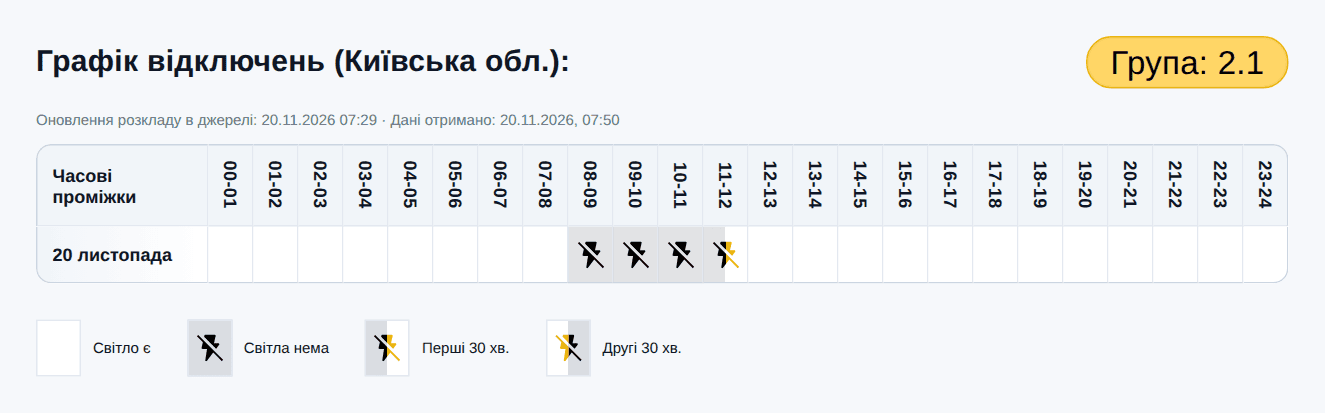 Графік відключень (Київська обл.):
Група: 2.1
Оновлення розкладу в джерелі: 20.11.2026 07:29 · Дані отримано: 20.11.2026, 07:50
Часові
проміжки
00-01
01-02
02-03
03-04
04-05
05-06
06-07
07-08
08-09
09-10
10-11
11-12
12-13
13-14
14-15
15-16
16-17
17-18
18-19
19-20
20-21
21-22
22-23
23-24
20 листопада
Світло є
Світла нема
Перші 30 хв.
Другі 30 хв.